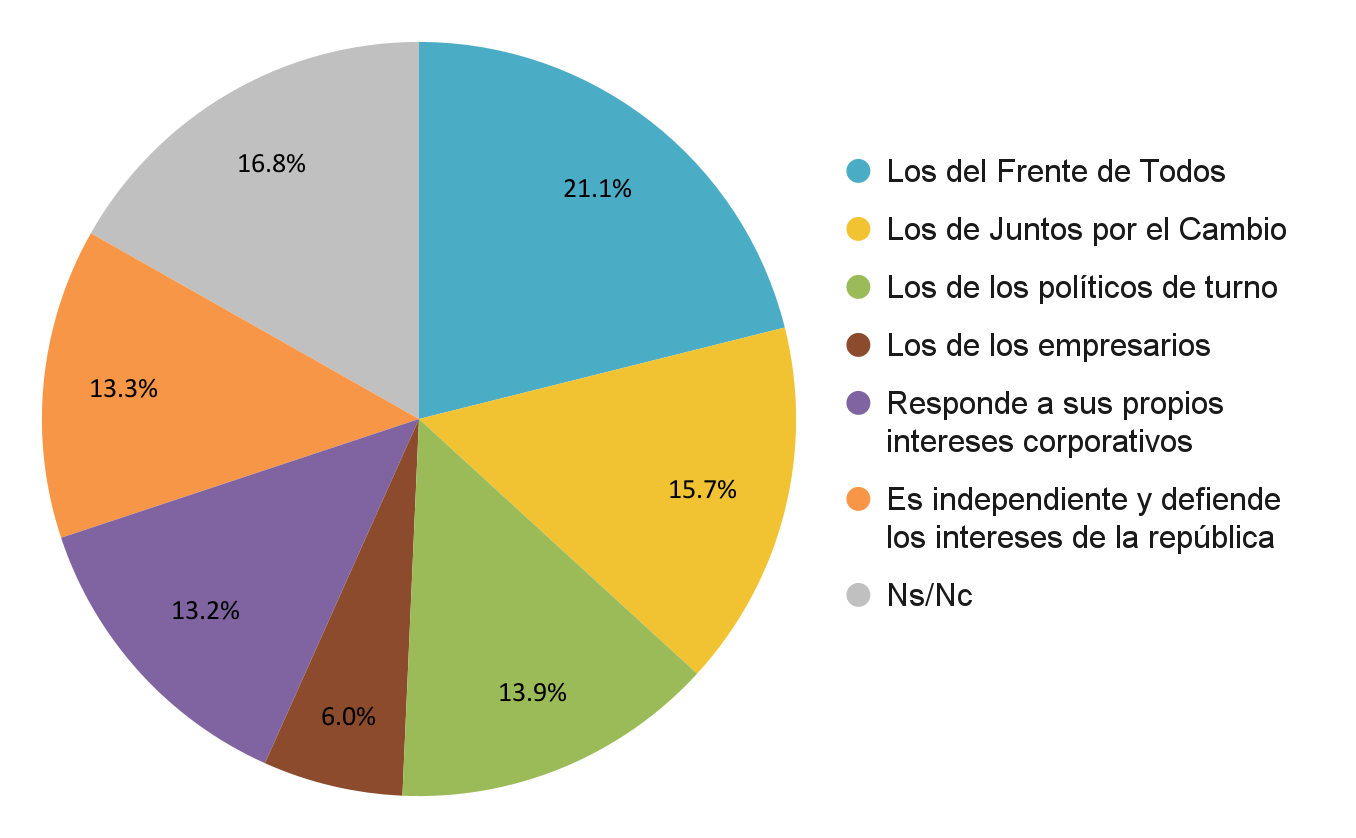 16.8%
21.1%
13.3%
15.7%
13.2%
13.9%
6.0%
Los del Frente de Todos
Los de Juntos por el Cambio
Los de los políticos de turno
Los de los empresarios
Responde a sus propios
intereses corporativos
Es independiente y defiende
los intereses de la república
Ns/Nc